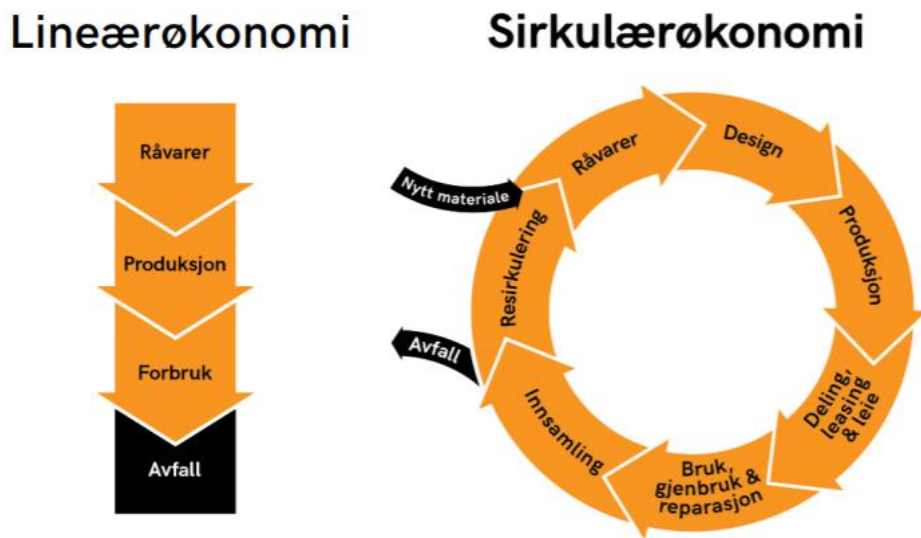 Lineærøkonomi
Råvarer
Produksjon
Forbruk
Avfall
Sirkulærøkonomi
Råvarer
Design
Produksjon
Deling,
leasing
& leie
Bruk,
gjenbruk &
reparasjon
Innsamling
Avfall
Resirkulering
Nytt materiale